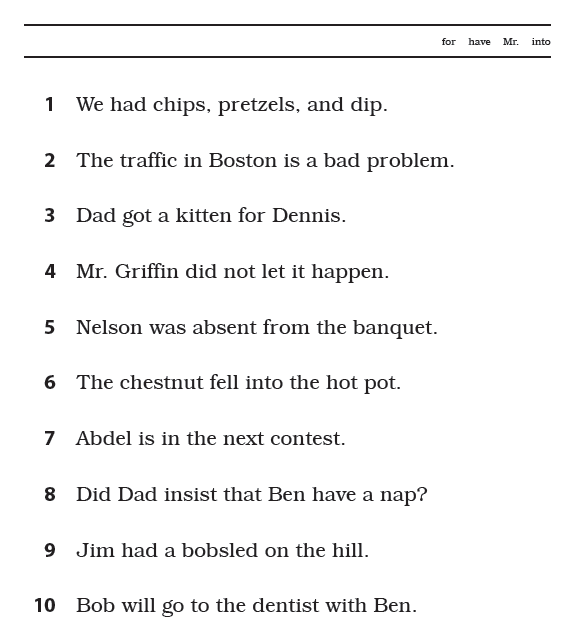 for have Mr. into
1 We had chips, pretzels, and dip.
2 The traffic in Boston is a bad problem.
3 Dad got a kitten for Dennis.
4 Mr. Griffin did not let it happen.
5 Nelson was absent from the banquet.
6 The chestnut fell into the hot pot.
7 Abdel is in the next contest.
8 Did Dad insist that Ben have a nap?
9 Jim had a bobsled on the hill.
10 Bob will go to the dentist with Ben.